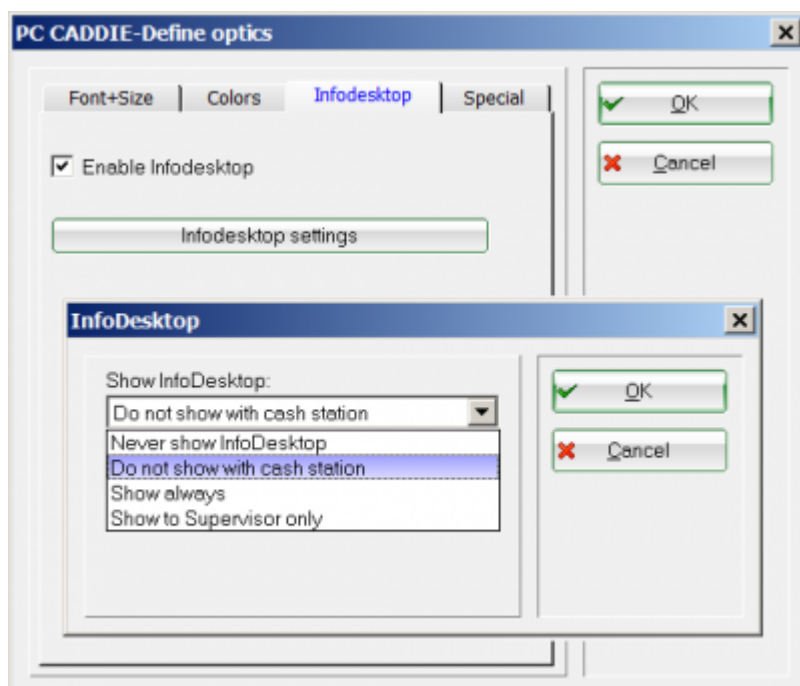 PC CADDIE-Define optics
Font+Size Colors Infodesktop Special
OK
Enable Infodesktop
Cancel
Infodesktop settings
InfoDesktop
Show InfoDesktop:
OK
Do not show with cash station
Never show InfoDesktop
Do not show with cash station
Cancel
Show always
Show to Supervisor only